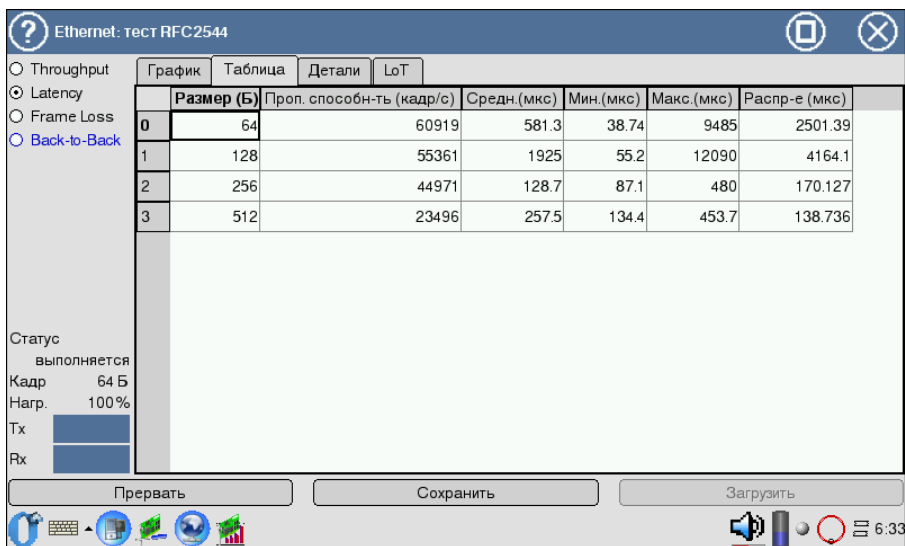 Ethernet: тест RFC2544
Throughput
Latency
Frame Loss
Back-to-Back
График Таблица Детали LoT
Размер (Б) Проп. способн-ть (кадр/с) Средн.(мкс) Мин.(мкс) Макс.(мкс) Распр-е (мкс)
0 64 60919 581.3 38.74 9485 2501.39
1 128 55361 1925 55.2 12090 4164.1
2 256 44971 128.7 87.1 480 170.127
3 512 23496 257.5 134.4 453.7 138.736
Статус
выполняется
Кадр 64 Б
Нагр. 100%
Tx
Rx
Прервать Сохранить Загрузить
6:33